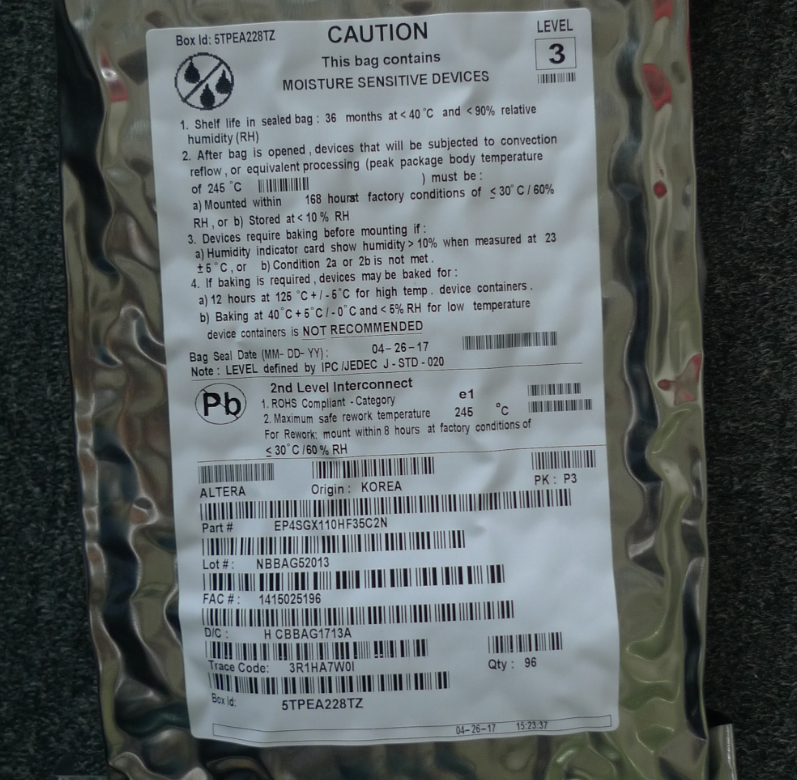 Box Id: 5TPEA228TZ
CAUTION
LEVEL
3
This bag contains
MOISTURE SENSITIVE DEVICES
1. Shelf life in sealed bag : 36 months at < 40 °C and < 90% relative
humidity (RH)
2. After bag is opened , devices that will be subjected to convection
reflow , or equivalent processing (peak package body temperature
of 245 °C ) must be :
a) Mounted within 168 hours at factory conditions of ≤ 30° C / 60%
RH , or b) Stored at < 10 % RH
3. Devices require baking before mounting if :
a) Humidity indicator card show humidity > 10% when measured at 23
± 5 °C , or b) Condition 2a or 2b is not met .
4. If baking is required , devices may be baked for :
a) 12 hours at 125 °C + / - 5°C for high temp . device containers .
b) Baking at 40°C + 5°C / - 0°C and < 5% RH for low temperature
device containers is NOT RECOMMENDED
Bag Seal Date (MM- DD- YY) : 04-26-17
Note : LEVEL defined by IPC /JEDEC J - STD - 020
Pb
2nd Level Interconnect
1. ROHS Compliant - Category e1
2. Maximum safe rework temperature 245 °C
For Rework: mount within 8 hours at factory conditions of
≤ 30° C /60 % RH
ALTERA Origin : KOREA PK : P3
Part # EP4SGX110HF35C2N
Lot # : NBBAG52013
FAC # : 1415025196
D/C : H CBBAG1713A
Trace Code: 3R1HA7W0I Qty : 96
Box Id: 5TPEA228TZ
04-26-17 15:23:37